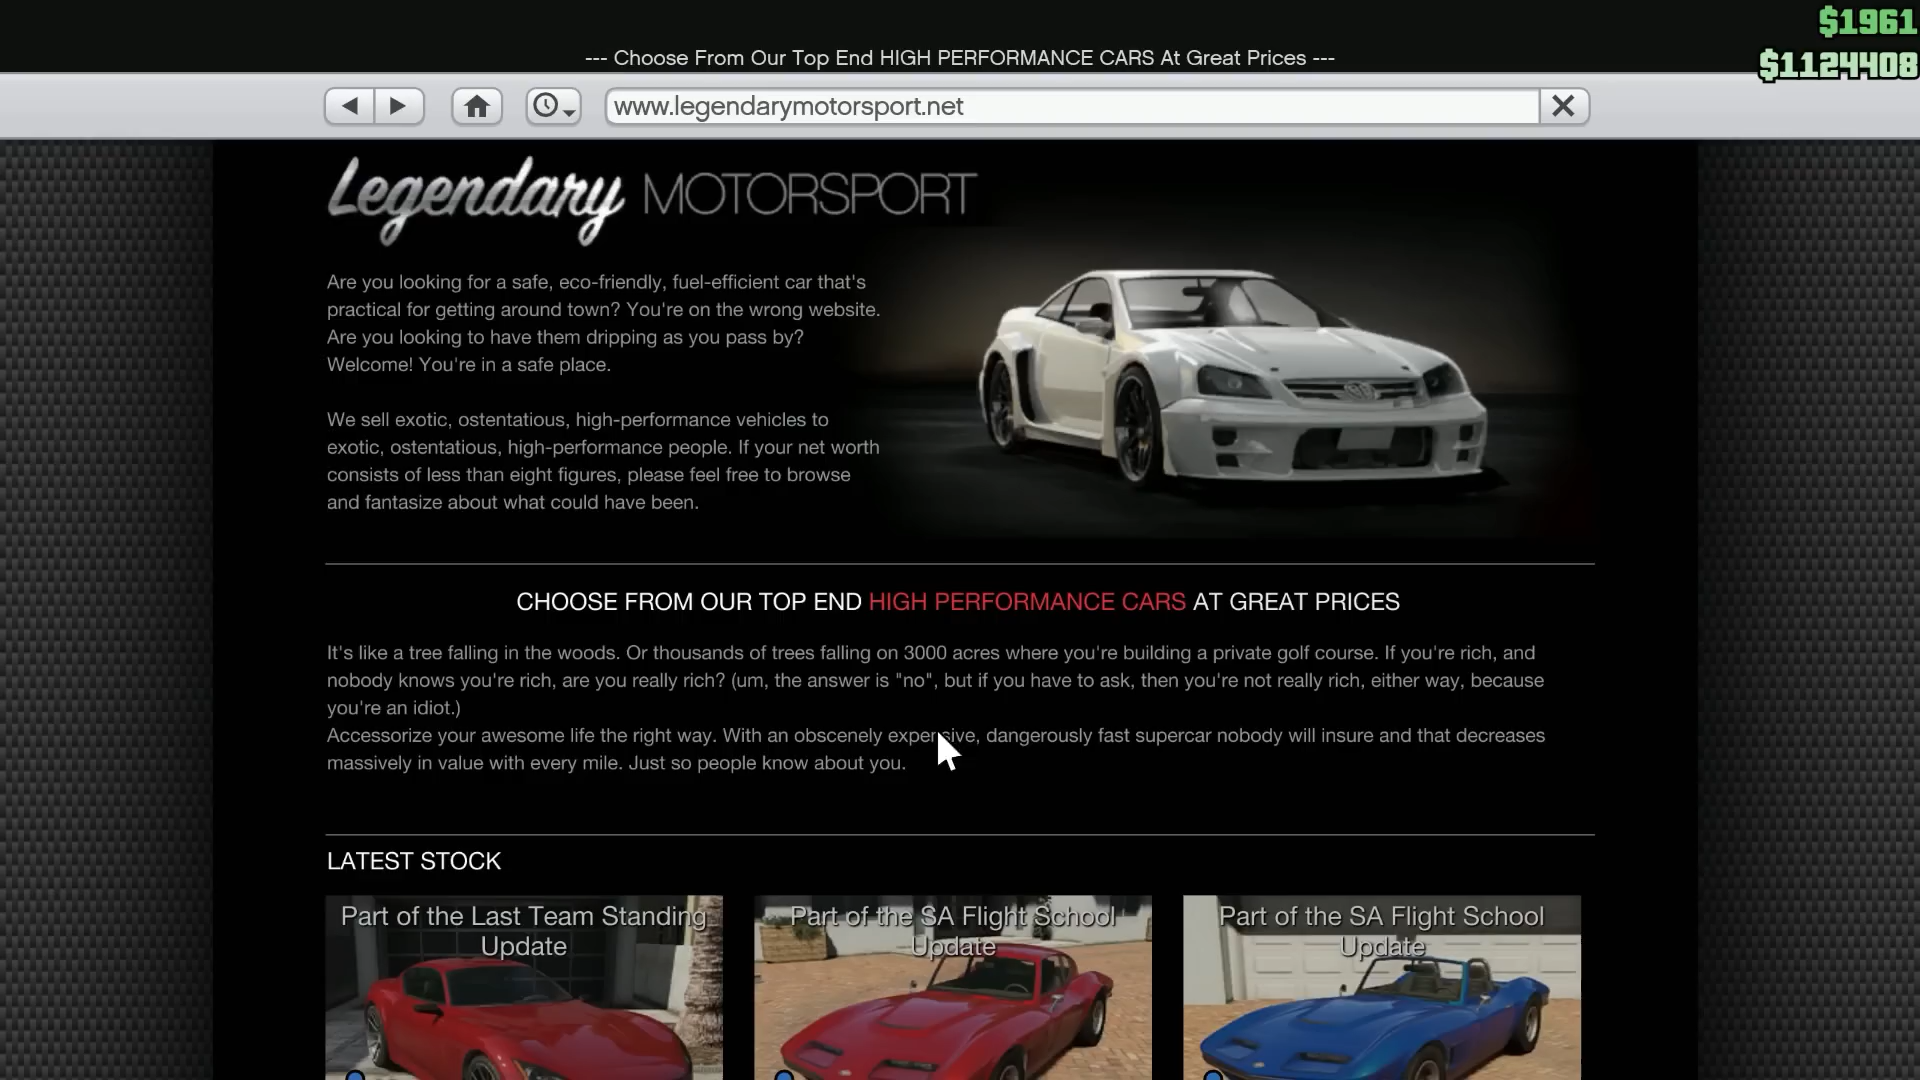 $1961
--- Choose From Our Top End HIGH PERFORMANCE CARS At Great Prices ---
$1124408
www.legendarymotorsport.net
Legendary MOTORSPORT
Are you looking for a safe, eco-friendly, fuel-efficient car that's
practical for getting around town? You're on the wrong website.
Are you looking to have them dripping as you pass by?
Welcome! You're in a safe place.
We sell exotic, ostentatious, high-performance vehicles to
exotic, ostentatious, high-performance people. If your net worth
consists of less than eight figures, please feel free to browse
and fantasize about what could have been.
CHOOSE FROM OUR TOP END HIGH PERFORMANCE CARS AT GREAT PRICES
It's like a tree falling in the woods. Or thousands of trees falling on 3000 acres where you're building a private golf course. If you're rich, and
nobody knows you're rich, are you really rich? (um, the answer is "no", but if you have to ask, then you're not really rich, either way, because
you're an idiot.)
Accessorize your awesome life the right way. With an obscenely expensive, dangerously fast supercar nobody will insure and that decreases
massively in value with every mile. Just so people know about you.
LATEST STOCK
Part of the Last Team Standing
Update
Part of the SA Flight School
Update
Part of the SA Flight School
Update